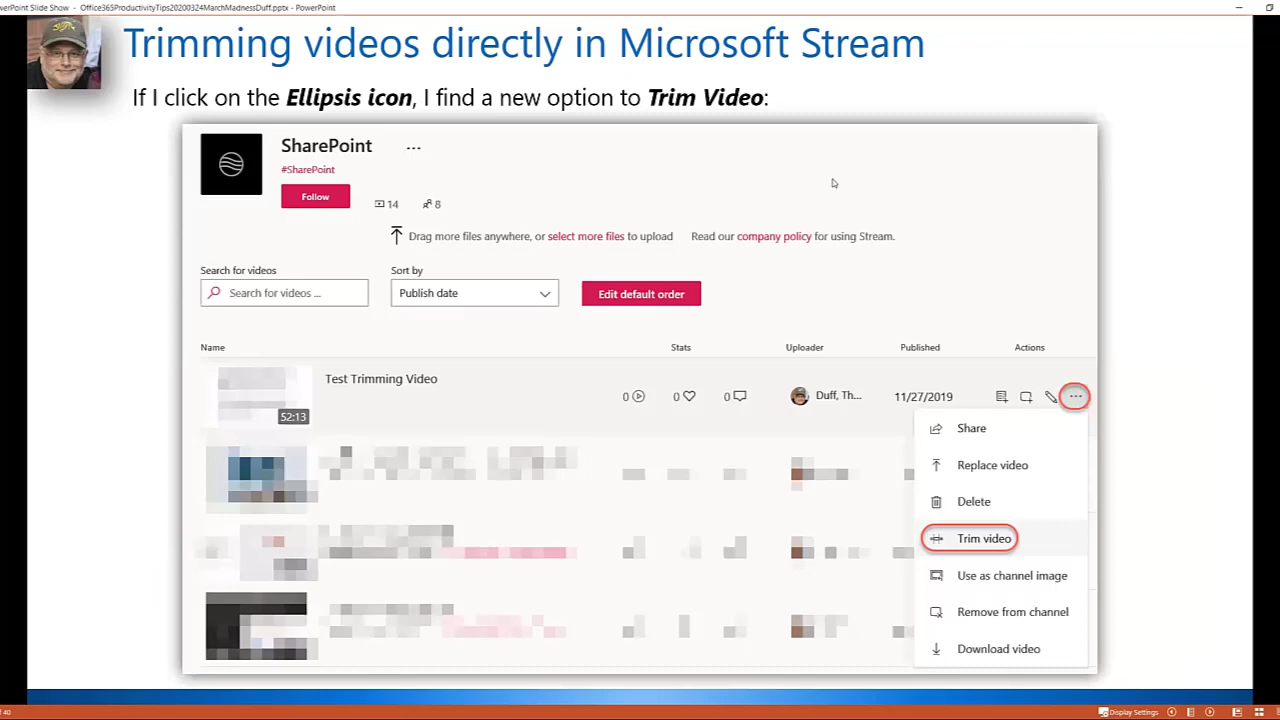 PowerPoint Slide Show - Office365ProductivityTips20200324MarchMadnessDuff.pptx - PowerPoint
Trimming videos directly in Microsoft Stream
If I click on the Ellipsis icon, I find a new option to Trim Video:
SharePoint ...
#SharePoint
Follow
14 8
Drag more files anywhere, or select more files to upload Read our company policy for using Stream.
Search for videos Sort by
Search for videos ... Publish date Edit default order
Name Stats Uploader Published Actions
Test Trimming Video
0 0 0 Duff, Th... 11/27/2019 ...
52:13
Share
Replace video
Delete
Trim video
Use as channel image
Remove from channel
Download video
of 40 Display Settings